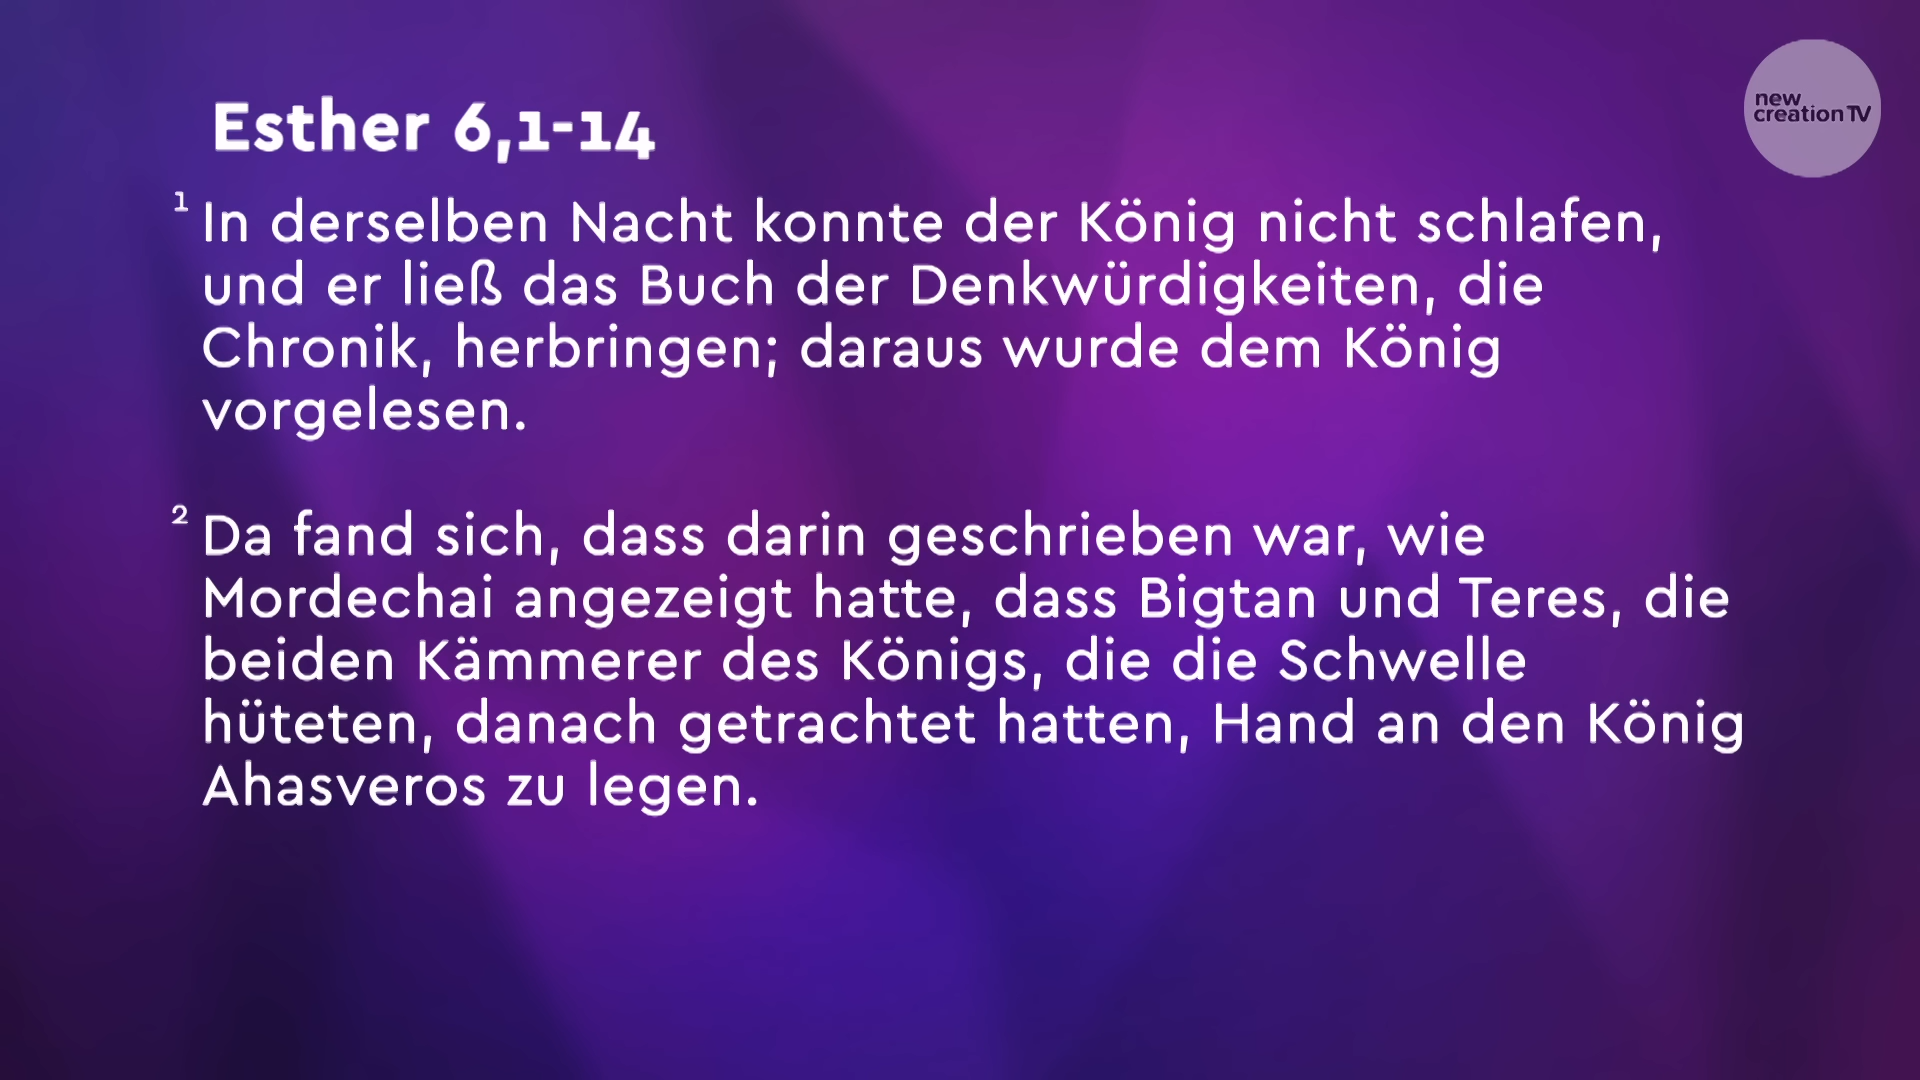 new
creation TV
Esther 6,1-14
1 In derselben Nacht konnte der König nicht schlafen,
und er ließ das Buch der Denkwürdigkeiten, die
Chronik, herbringen; daraus wurde dem König
vorgelesen.
2 Da fand sich, dass darin geschrieben war, wie
Mordechai angezeigt hatte, dass Bigtan und Teres, die
beiden Kämmerer des Königs, die die Schwelle
hüteten, danach getrachtet hatten, Hand an den König
Ahasveros zu legen.